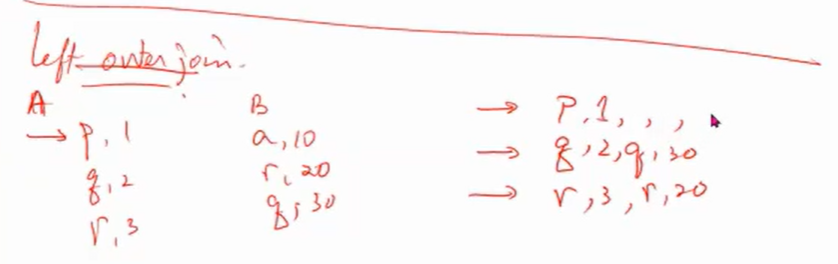 left outer join.
A B
→ p, 1 a, 10 → P, 1, , ,
q, 2 r, 20 → q, 2, q, 30
r, 3 q, 30 → r, 3, r, 20